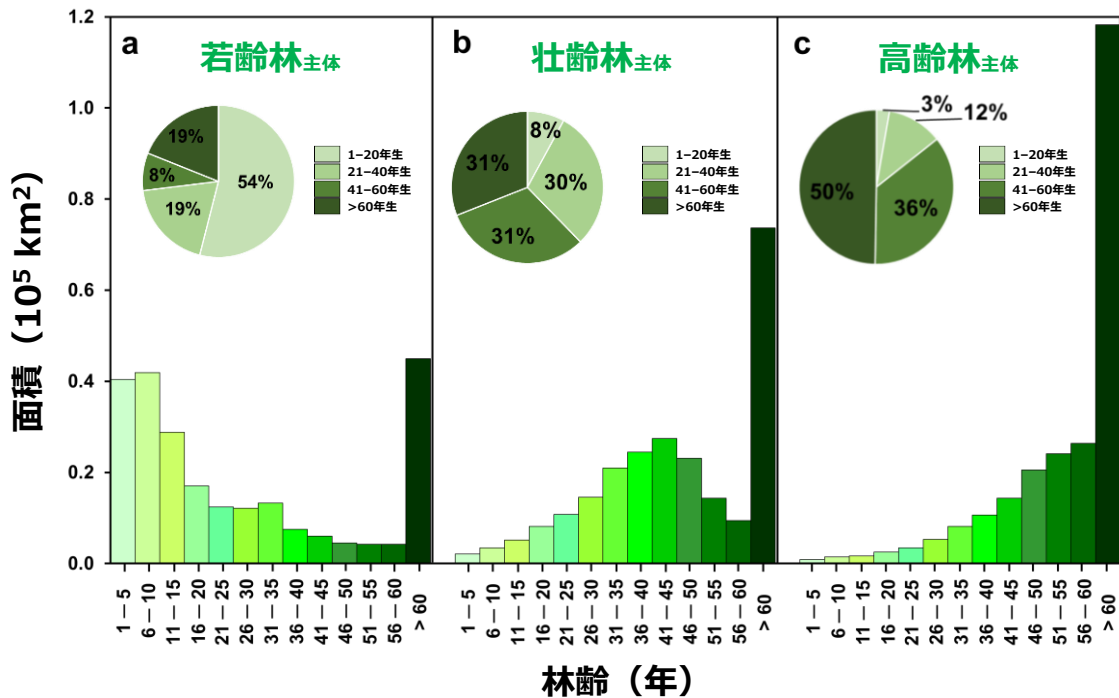 面積（10⁵ km²）
1.2
1.0
0.8
0.6
0.4
0.2
0.0
a
若齢林主体
54%
19%
8%
19%
1–20年生
21–40年生
41–60年生
>60年生
b
壮齢林主体
8%
30%
31%
31%
1–20年生
21–40年生
41–60年生
>60年生
c
高齢林主体
3%
12%
36%
50%
1–20年生
21–40年生
41–60年生
>60年生
1–5
6–10
11–15
16–20
21–25
26–30
31–35
36–40
41–45
46–50
51–55
56–60
>60
1–5
6–10
11–15
16–20
21–25
26–30
31–35
36–40
41–45
46–50
51–55
56–60
>60
1–5
6–10
11–15
16–20
21–25
26–30
31–35
36–40
41–45
46–50
51–55
56–60
>60
林齢（年）